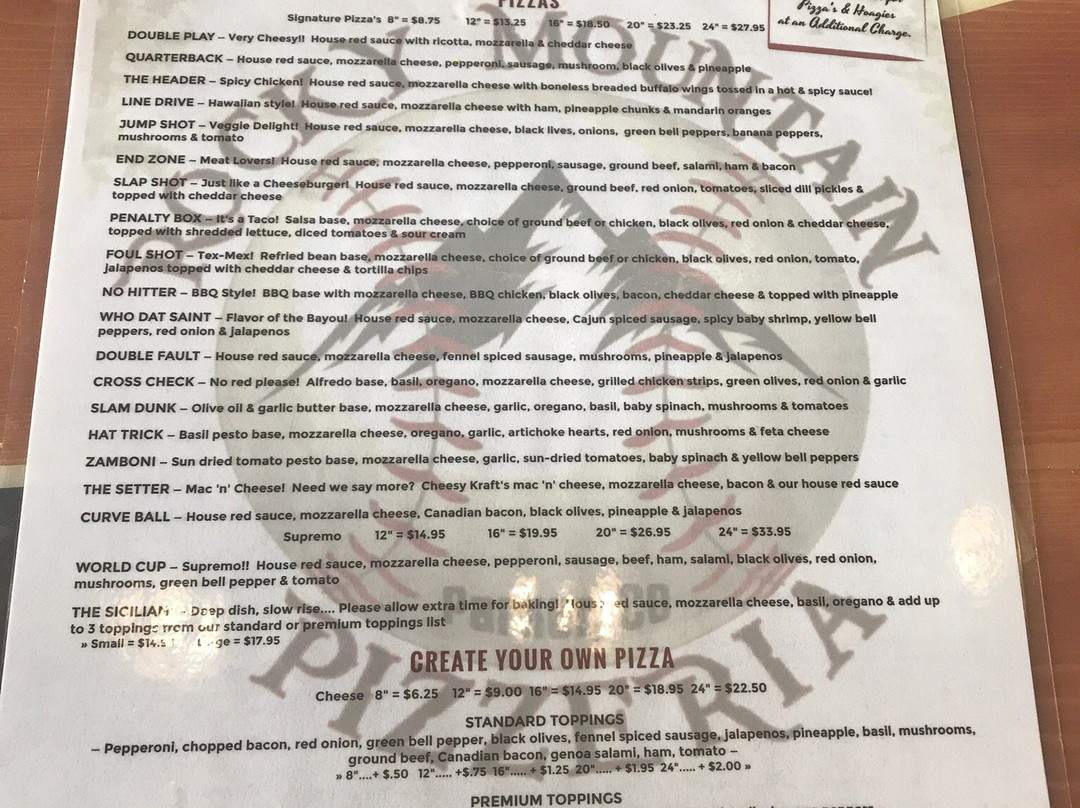 PIZZAS
Pizza's & Hoagies
at an Additional Charge.
Signature Pizza's 8" = $8.75 12" = $13.25 16" = $18.50 20" = $23.25 24" = $27.95
DOUBLE PLAY – Very Cheesy!! House red sauce with ricotta, mozzarella & cheddar cheese
QUARTERBACK – House red sauce, mozzarella cheese, pepperoni, sausage, mushroom, black olives & pineapple
THE HEADER – Spicy Chicken! House red sauce, mozzarella cheese with boneless breaded buffalo wings tossed in a hot & spicy sauce!
LINE DRIVE – Hawaiian style! House red sauce, mozzarella cheese with ham, pineapple chunks & mandarin oranges
JUMP SHOT – Veggie Delight! House red sauce, mozzarella cheese, black lives, onions, green bell peppers, banana peppers,
mushrooms & tomato
END ZONE – Meat Lovers! House red sauce, mozzarella cheese, pepperoni, sausage, ground beef, salami, ham & bacon
SLAP SHOT – Just like a Cheeseburger! House red sauce, mozzarella cheese, ground beef, red onion, tomatoes, sliced dill pickles &
topped with cheddar cheese
PENALTY BOX – It's a Taco! Salsa base, mozzarella cheese, choice of ground beef or chicken, black olives, red onion & cheddar cheese,
topped with shredded lettuce, diced tomatoes & sour cream
FOUL SHOT – Tex-Mex! Refried bean base, mozzarella cheese, choice of ground beef or chicken, black olives, red onion, tomato,
jalapenos topped with cheddar cheese & tortilla chips
NO HITTER – BBQ Style! BBQ base with mozzarella cheese, BBQ chicken, black olives, bacon, cheddar cheese & topped with pineapple
WHO DAT SAINT – Flavor of the Bayou! House red sauce, mozzarella cheese, Cajun spiced sausage, spicy baby shrimp, yellow bell
peppers, red onion & jalapenos
DOUBLE FAULT – House red sauce, mozzarella cheese, fennel spiced sausage, mushrooms, pineapple & jalapenos
CROSS CHECK – No red please! Alfredo base, basil, oregano, mozzarella cheese, grilled chicken strips, green olives, red onion & garlic
SLAM DUNK – Olive oil & garlic butter base, mozzarella cheese, garlic, oregano, basil, baby spinach, mushrooms & tomatoes
HAT TRICK – Basil pesto base, mozzarella cheese, oregano, garlic, artichoke hearts, red onion, mushrooms & feta cheese
ZAMBONI – Sun dried tomato pesto base, mozzarella cheese, garlic, sun-dried tomatoes, baby spinach & yellow bell peppers
THE SETTER – Mac 'n' Cheese! Need we say more? Cheesy Kraft's mac 'n' cheese, mozzarella cheese, bacon & our house red sauce
CURVE BALL – House red sauce, mozzarella cheese, Canadian bacon, black olives, pineapple & jalapenos
Supremo 12" = $14.95 16" = $19.95 20" = $26.95 24" = $33.95
WORLD CUP – Supremo!! House red sauce, mozzarella cheese, pepperoni, sausage, beef, ham, salami, black olives, red onion,
mushrooms, green bell pepper & tomato
THE SICILIAN - Deep dish, slow rise.... Please allow extra time for baking! sauce, mozzarella cheese, basil, oregano & add up
to 3 toppings from our standard or premium toppings list
» Small = = $17.95
ROCKY MOUNTAIN
PIZZERIA
CREATE YOUR OWN PIZZA
Cheese 8" = $6.25 12" = $9.00 16" = $14.95 20" = $18.95 24" = $22.50
STANDARD TOPPINGS
– Pepperoni, chopped bacon, red onion, green bell pepper, black olives, fennel spiced sausage, jalapenos, pineapple, basil, mushrooms,
ground beef, Canadian bacon, genoa salami, ham, tomato –
» 8"....+ $.50 12"..... +$.75 16"..... + $1.25 20"..... + $1.95 24"..... + $2.00 »
PREMIUM TOPPINGS